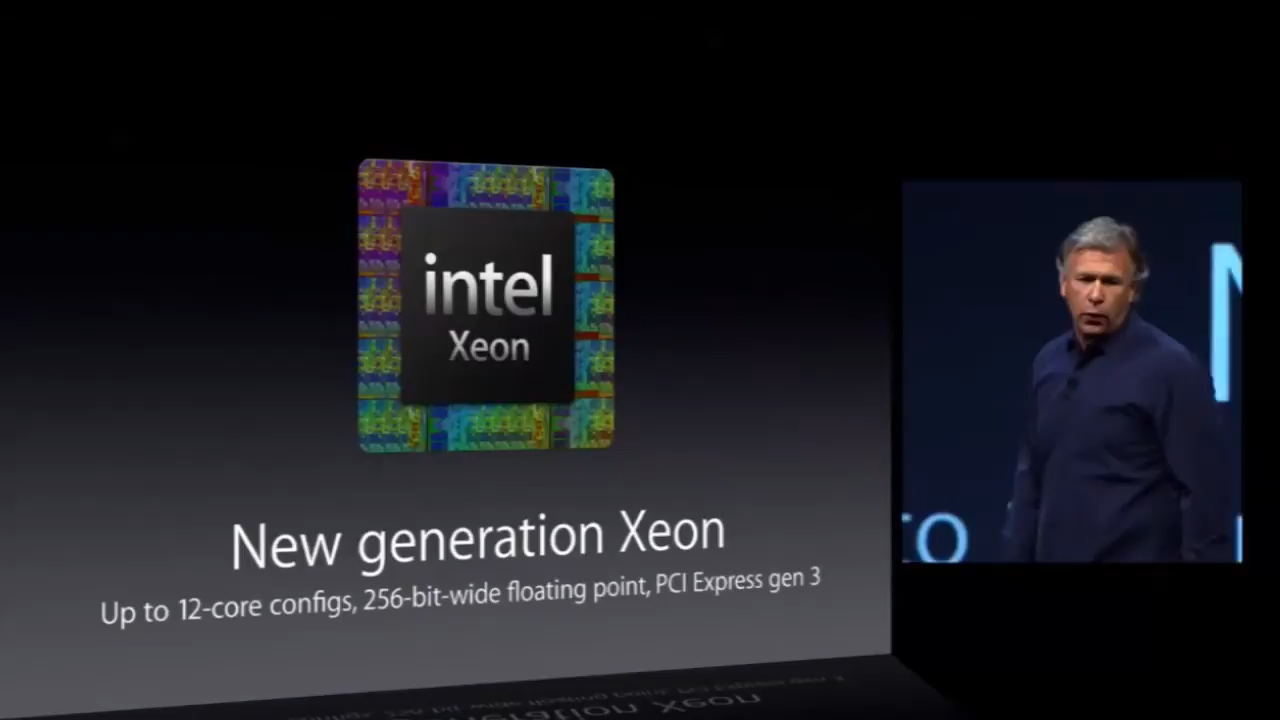 intel
Xeon
New generation Xeon
Up to 12-core configs, 256-bit-wide floating point, PCI Express gen 3